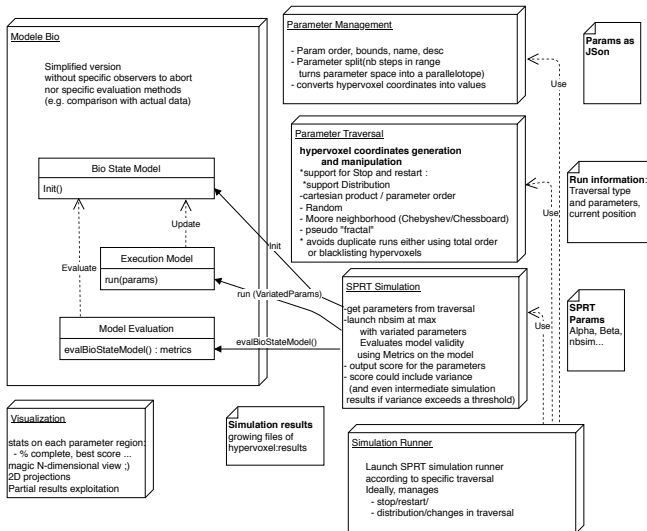 Modele Bio
Simplified version
without specific observers to abort
nor specific evaluation methods
(e.g. comparison with actual data)
Bio State Model
Init()
Update
Evaluate
Execution Model
run(params)
Model Evaluation
evalBioStateModel() : metrics
Init
run (VariatedParams)
evalBioStateModel()
Parameter Management
- Param order, bounds, name, desc
- Parameter split(nb steps in range
turns parameter space into a parallelotope)
- converts hypervoxel coordinates into values
Parameter Traversal
hypervoxel coordinates generation
and manipulation
*support for Stop and restart :
*support Distribution
-cartesian product / parameter order
- Random
- Moore neighborhood (Chebyshev/Chessboard)
- pseudo "fractal"
* avoids duplicate runs either using total order
or blacklisting hypervoxels
SPRT Simulation
-get parameters from traversal
-launch nbsim at max
with variated parameters
Evaluates model validity
using Metrics on the model
- output score for the parameters
- score could include variance
(and even intermediate simulation
results if variance exceeds a threshold)
Use
Use
Use
Params as
JSon
Run information:
Traversal type
and parameters,
current position
SPRT
Params
Alpha, Beta,
nbsim...
Visualization
stats on each parameter region:
- % complete, best score ...
magic N-dimensional view ;)
2D projections
Partial results exploitation
Simulation results
growing files of
hypervoxel:results
Simulation Runner
Launch SPRT simulation runner
according to specific traversal
Ideally, manages
- stop/restart/
- distribution/changes in traversal